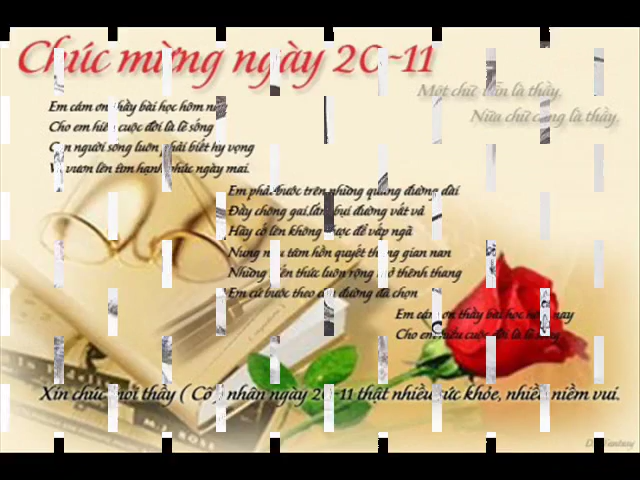 Chúc mừng ngày 20-11
Một chữ vẫn là thầy.
Nửa chữ cũng là thầy.
Em cám ơn thầy bài học hôm nay
Cho em hiểu cuộc đời là lẽ sống
Con người sống luôn phải biết hy vọng
Và vươn lên tìm hạnh phúc ngày mai.
Em phải bước trên những quãng đường dài
Đầy chông gai, lắm bụi đường vất vả
Hãy cố lên không được để vấp ngã
Nung nấu tâm hồn quyết thắng gian nan
Những kiến thức luôn rộng mở thênh thang
Em cứ bước theo con đường đã chọn
Em cám ơn thầy bài học hôm nay
Cho em hiểu cuộc đời là lẽ sống
Xin chúc mọi thầy ( Cô ) nhân ngày 20-11 thật nhiều sức khỏe, nhiều niềm vui.